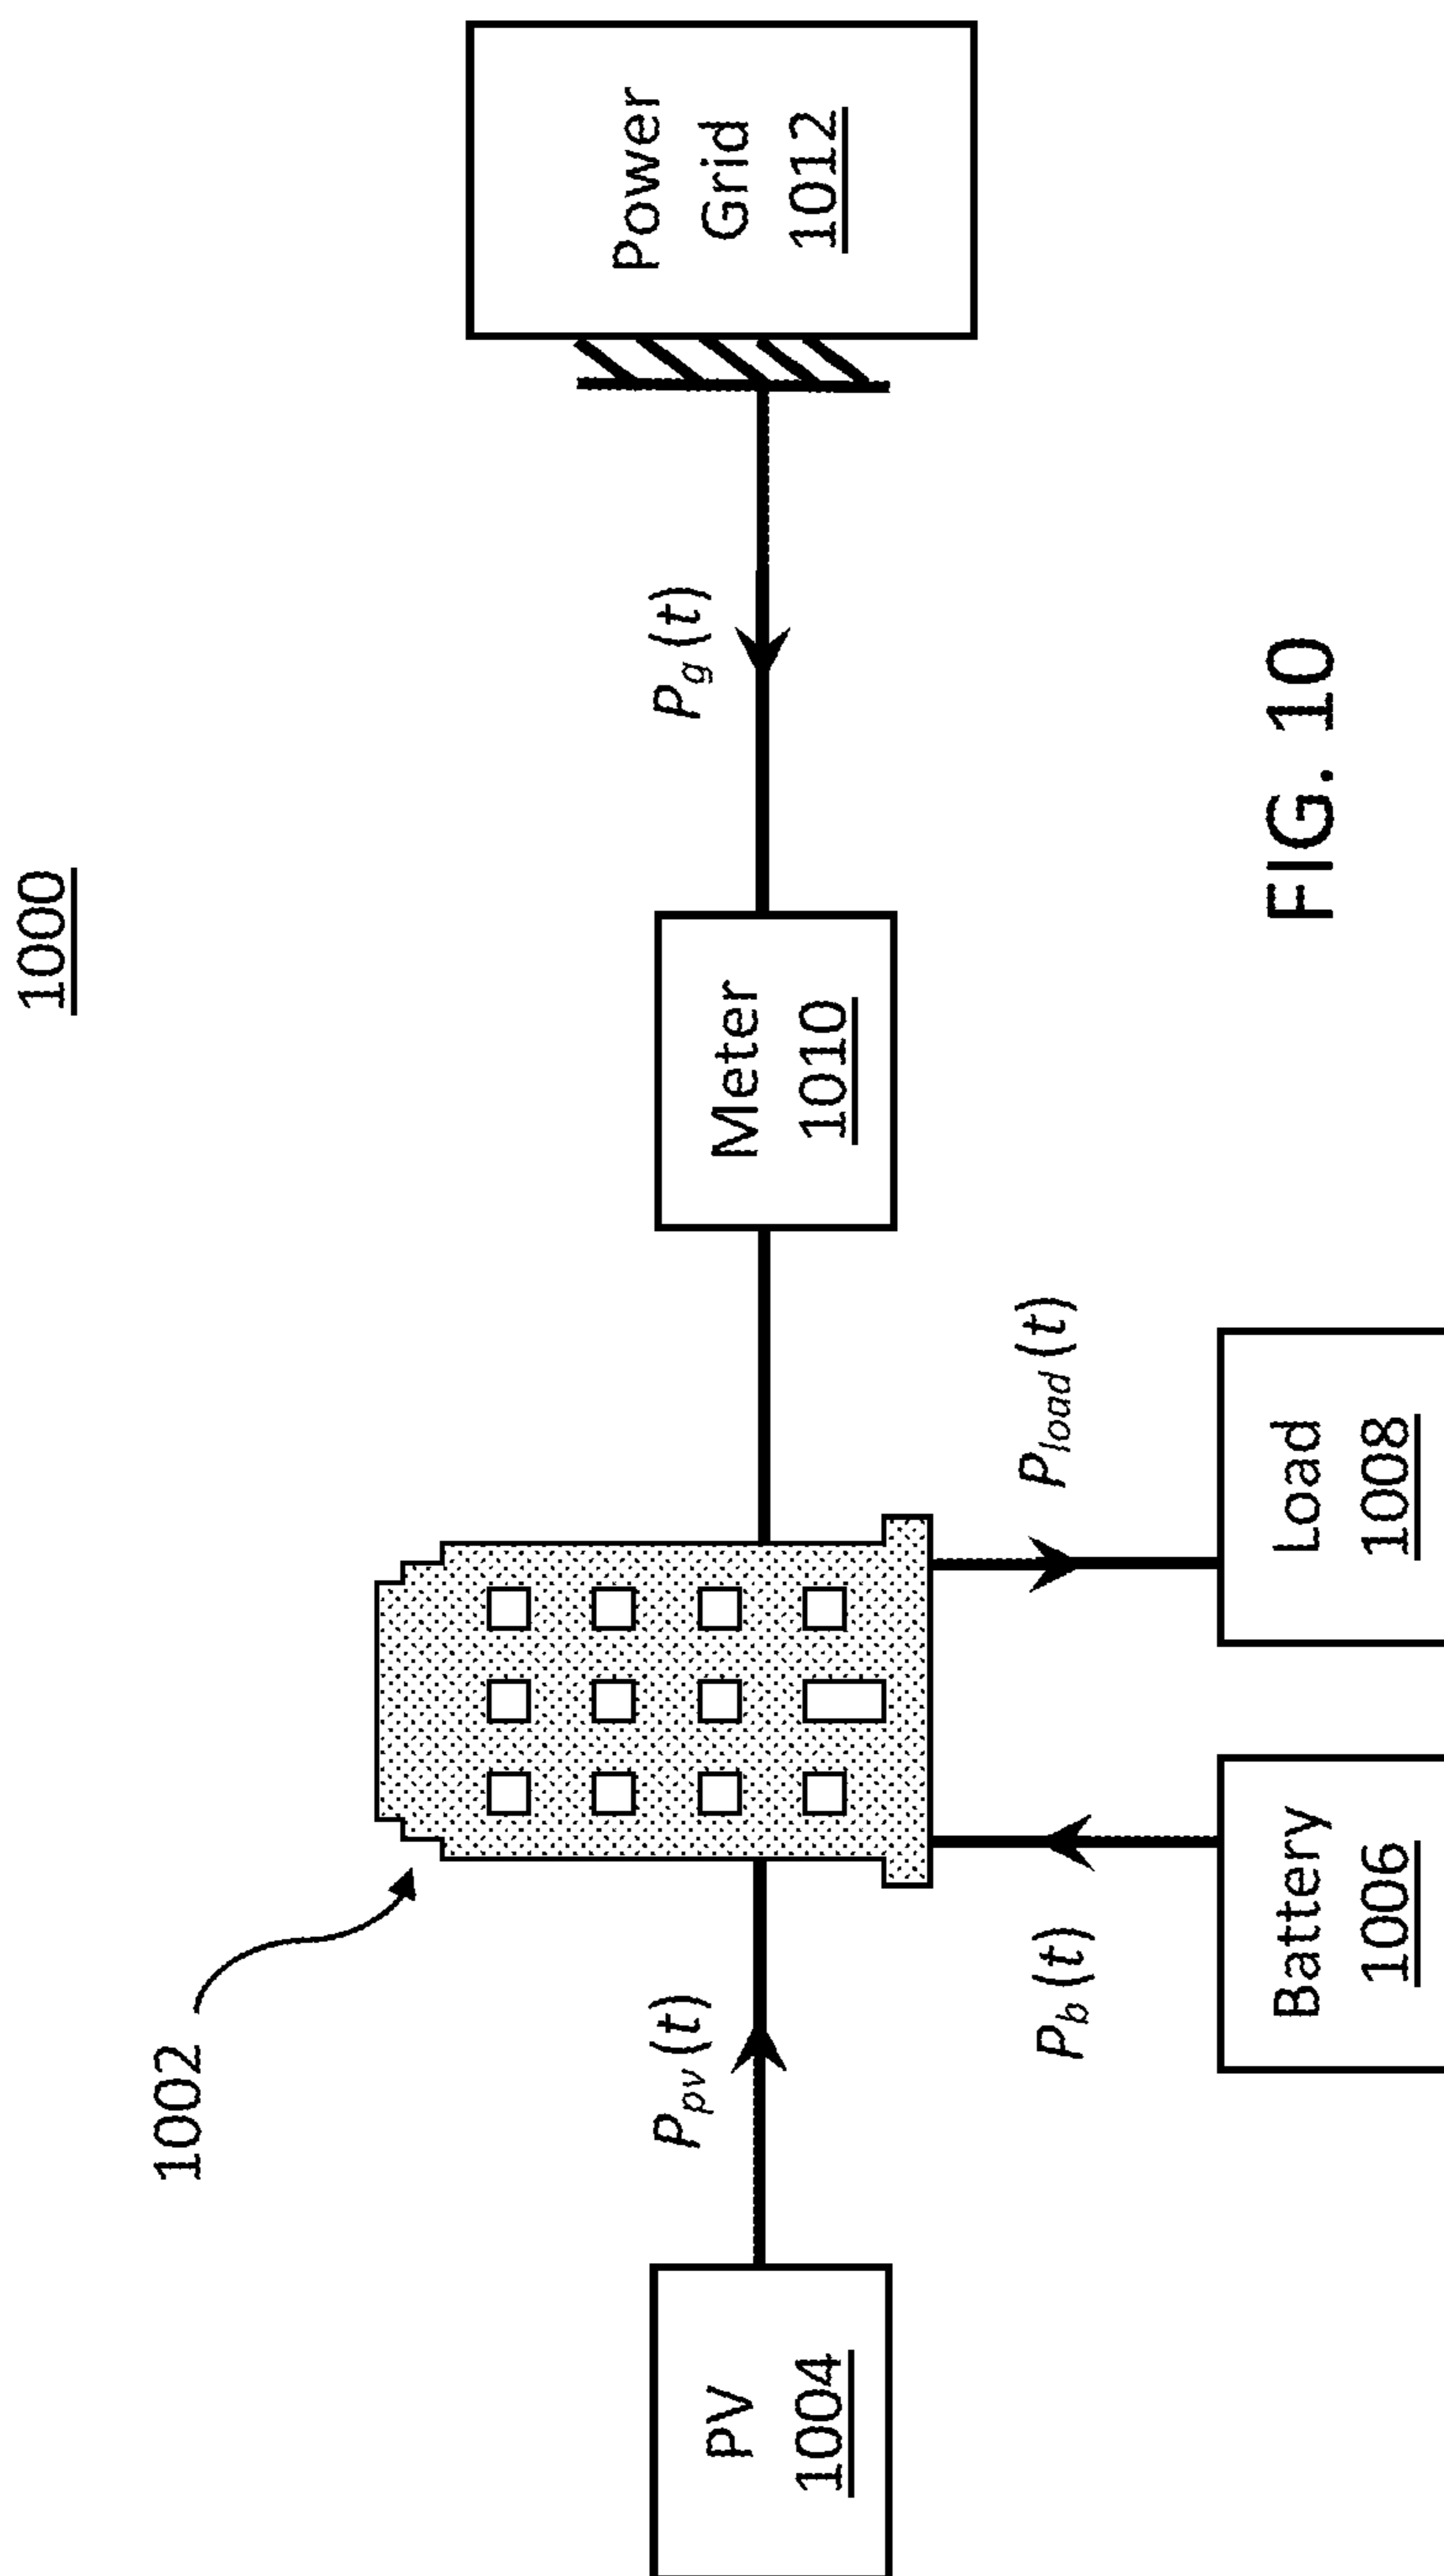 1000
1002
Power
Grid
1012
P_g (t)
Meter
1010
P_pv (t)
PV
1004
P_load (t)
P_b (t)
Battery
1006
Load
1008
FIG. 10